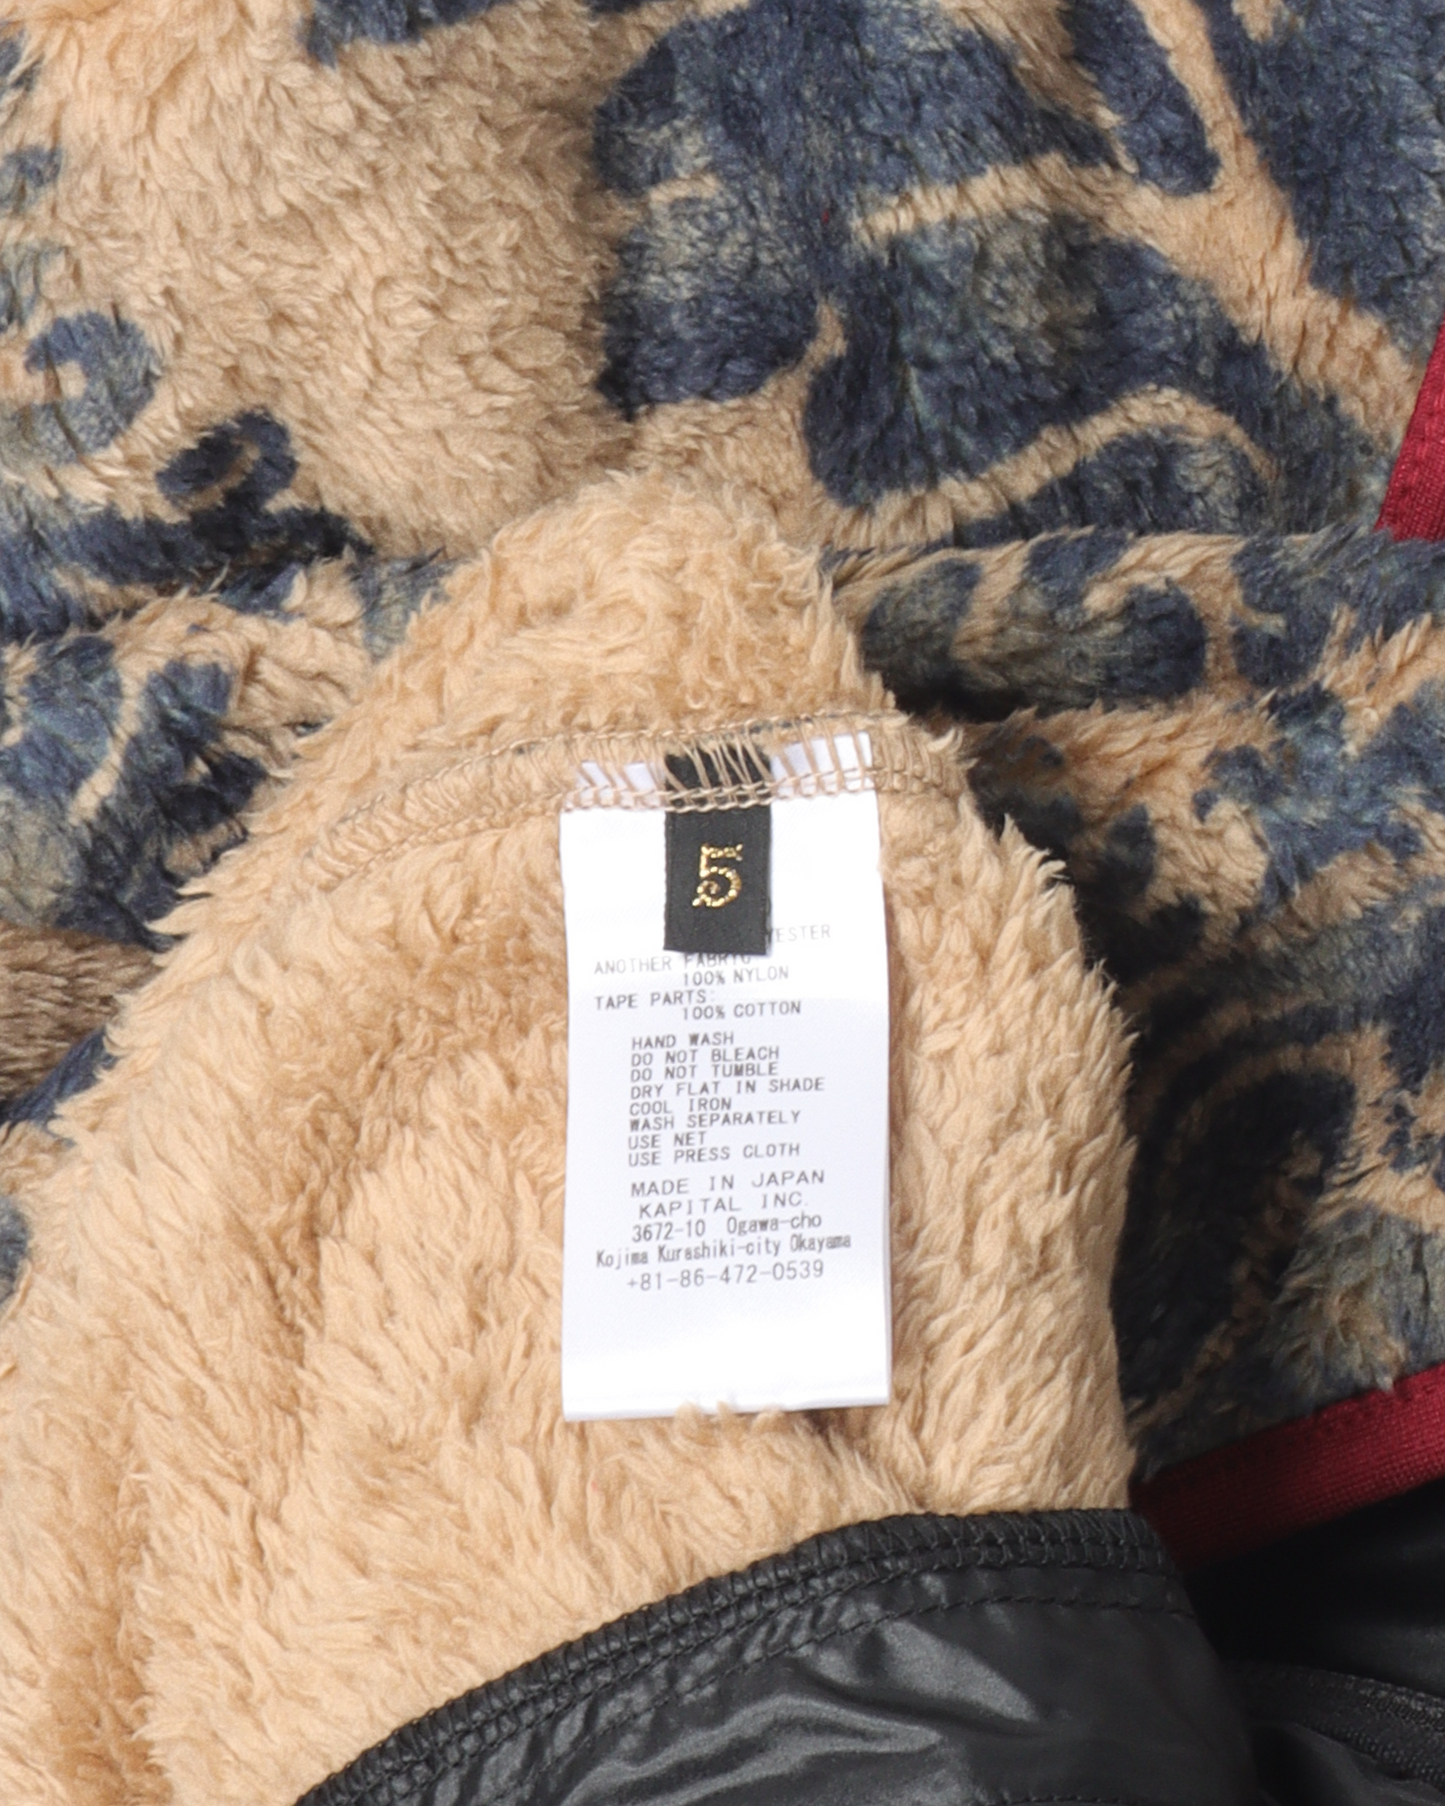 5
ANOTHER FABRIC
100% NYLON
TAPE PARTS:
100% COTTON
HAND WASH
DO NOT BLEACH
DO NOT TUMBLE
DRY FLAT IN SHADE
COOL IRON
WASH SEPARATELY
USE NET
USE PRESS CLOTH
MADE IN JAPAN
KAPITAL INC.
3672-10 Ogawa-cho
Kojima Kurashiki-city Okayama
+81-86-472-0539